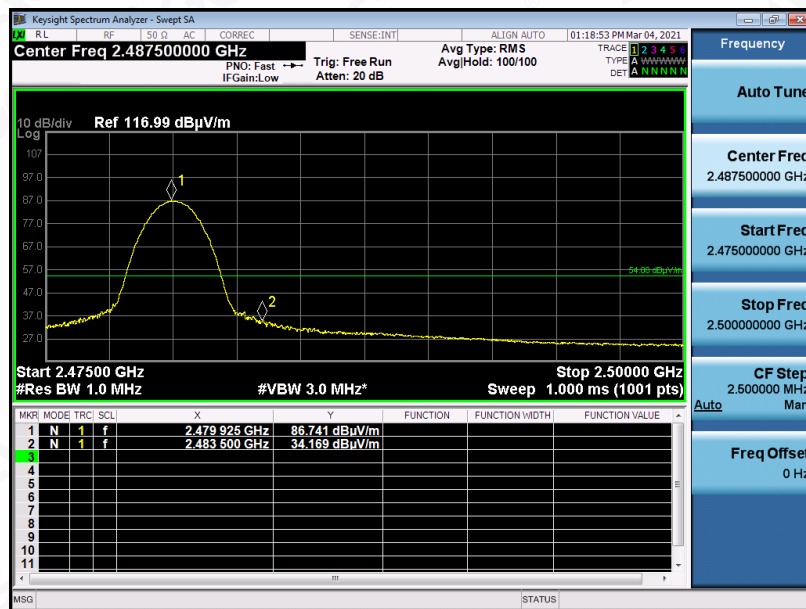 Keysight Spectrum Analyzer - Swept SA
RL RF 50 Ω AC CORREC SENSE:INT ALIGN AUTO 01:18:53 PM Mar 04, 2021
Center Freq 2.487500000 GHz
PNO: Fast
IFGain:Low
Trig: Free Run
Atten: 20 dB
Avg Type: RMS
Avg|Hold: 100/100
TRACE 1 2 3 4 5 6
TYPE A WWWWW
DET A N N N N N
10 dB/div Ref 116.99 dBµV/m
Log
107
97.0
87.0
77.0
67.0
57.0
47.0
37.0
27.0
1
2
54.00 dBµV/m
Start 2.47500 GHz Stop 2.50000 GHz
#Res BW 1.0 MHz #VBW 3.0 MHz* Sweep 1.000 ms (1001 pts)
MKR MODE TRC SCL X Y FUNCTION FUNCTION WIDTH FUNCTION VALUE
1 N 1 f 2.479 925 GHz 86.741 dBµV/m
2 N 1 f 2.483 500 GHz 34.169 dBµV/m
3
4
5
6
7
8
9
10
11
MSG STATUS
Frequency
Auto Tune
Center Freq
2.487500000 GHz
Start Freq
2.475000000 GHz
Stop Freq
2.500000000 GHz
CF Step
2.500000 MHz
Auto Man
Freq Offset
0 Hz